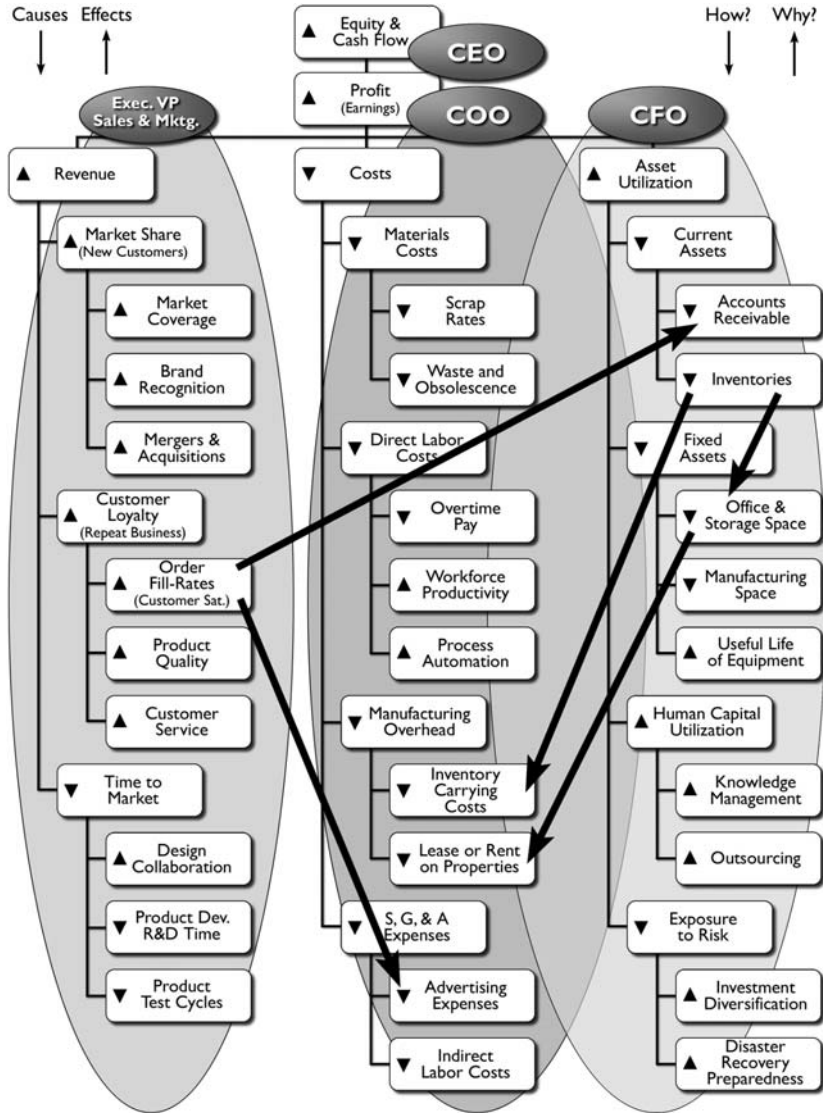 Causes
Effects
How?
Why?
Equity &
Cash Flow
CEO
Profit
(Earnings)
Exec. VP
Sales & Mktg.
COO
CFO
Revenue
Market Share
(New Customers)
Market
Coverage
Brand
Recognition
Mergers &
Acquisitions
Customer
Loyalty
(Repeat Business)
Order
Fill-Rates
(Customer Sat.)
Product
Quality
Customer
Service
Time to
Market
Design
Collaboration
Product Dev.
R&D Time
Product
Test Cycles
Costs
Materials
Costs
Scrap
Rates
Waste and
Obsolescence
Direct Labor
Costs
Overtime
Pay
Workforce
Productivity
Process
Automation
Manufacturing
Overhead
Inventory
Carrying
Costs
Lease or Rent
on Properties
S, G, & A
Expenses
Advertising
Expenses
Indirect
Labor Costs
Asset
Utilization
Current
Assets
Accounts
Receivable
Inventories
Fixed
Assets
Office &
Storage Space
Manufacturing
Space
Useful Life
of Equipment
Human Capital
Utilization
Knowledge
Management
Outsourcing
Exposure
to Risk
Investment
Diversification
Disaster
Recovery
Preparedness